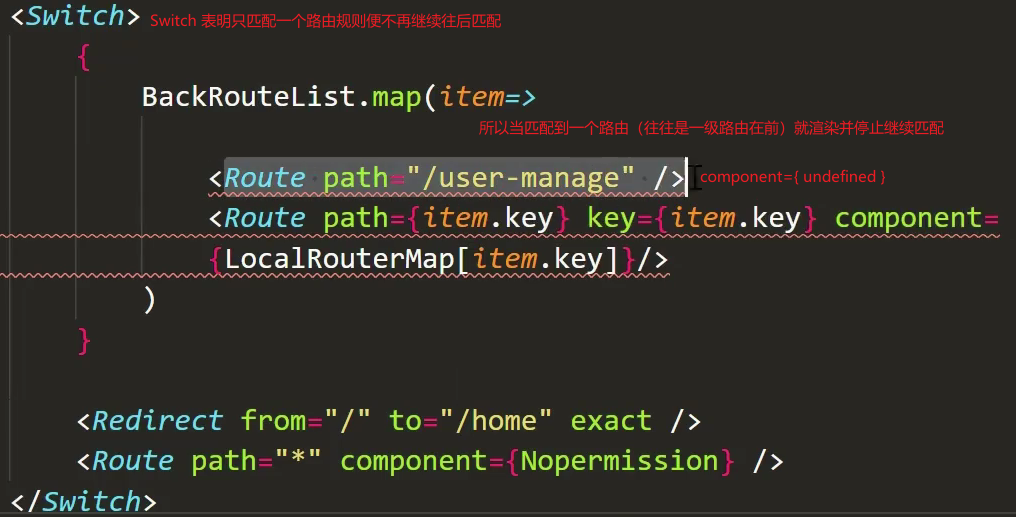 <Switch> Switch 表明只匹配一个路由规则便不再继续往后匹配
{
BackRouteList.map(item=>
所以当匹配到一个路由（往往是一级路由在前）就渲染并停止继续匹配
<Route path="/user-manage" /> component={ undefined }
<Route path={item.key} key={item.key} component=
{LocalRouterMap[item.key]}/>
)
}
<Redirect from="/" to="/home" exact />
<Route path="*" component={Nopermission} />
</Switch>